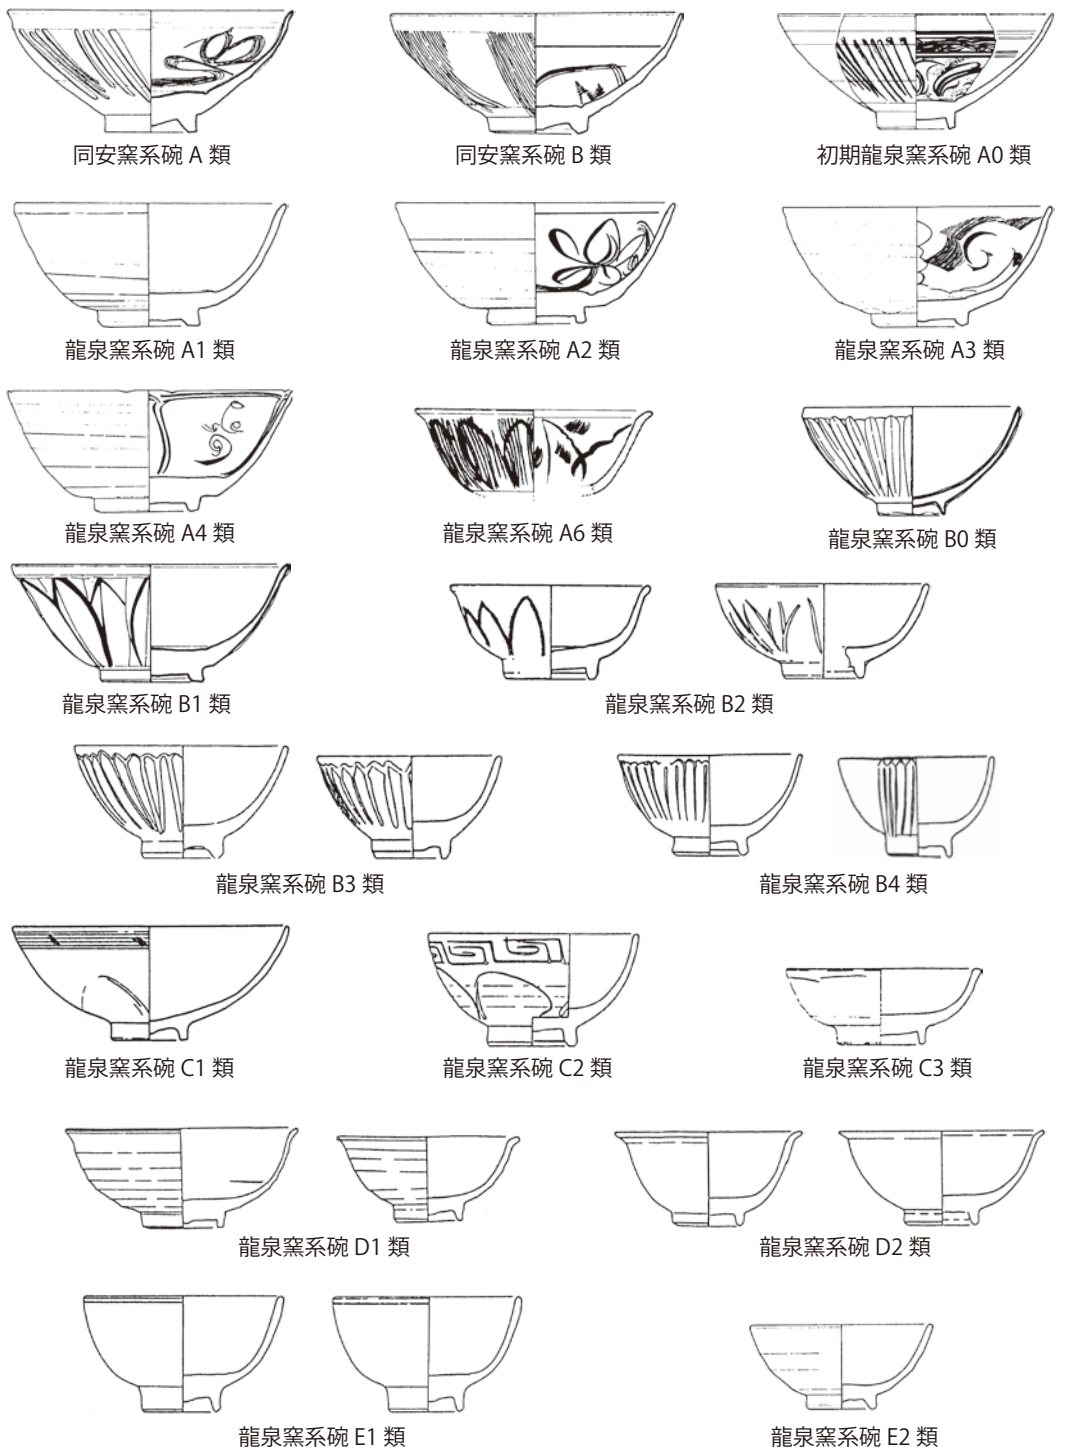 同安窯系碗 A 類
同安窯系碗 B 類
初期龍泉窯系碗 A0 類
龍泉窯系碗 A1 類
龍泉窯系碗 A2 類
龍泉窯系碗 A3 類
龍泉窯系碗 A4 類
龍泉窯系碗 A6 類
龍泉窯系碗 B0 類
龍泉窯系碗 B1 類
龍泉窯系碗 B2 類
龍泉窯系碗 B3 類
龍泉窯系碗 B4 類
龍泉窯系碗 C1 類
龍泉窯系碗 C2 類
龍泉窯系碗 C3 類
龍泉窯系碗 D1 類
龍泉窯系碗 D2 類
龍泉窯系碗 E1 類
龍泉窯系碗 E2 類